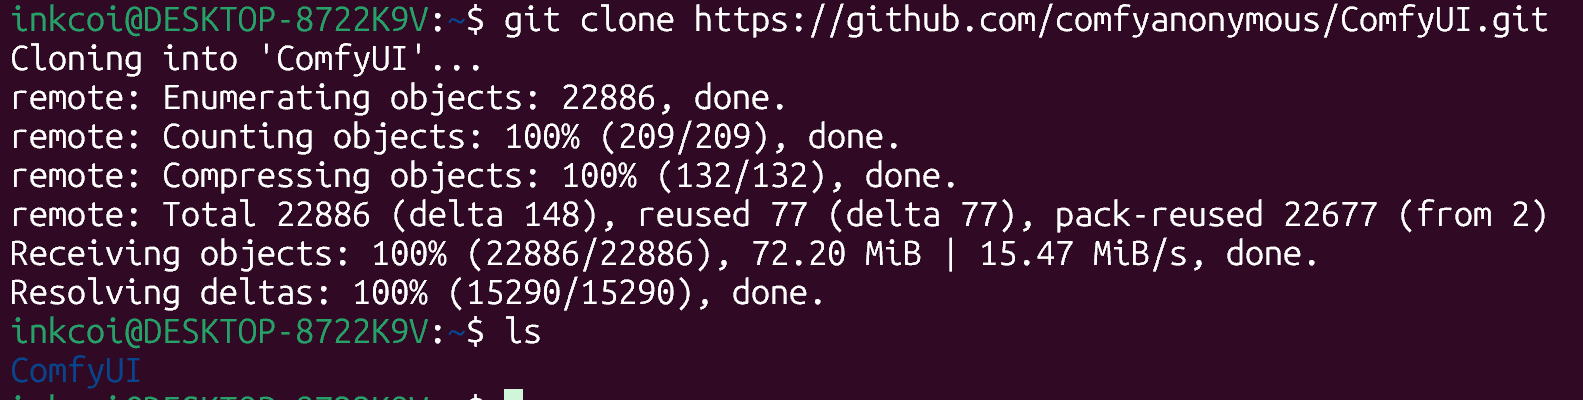 inkcoi@DESKTOP-8722K9V:~$ git clone https://github.com/comfyanonymous/ComfyUI.git
Cloning into 'ComfyUI'...
remote: Enumerating objects: 22886, done.
remote: Counting objects: 100% (209/209), done.
remote: Compressing objects: 100% (132/132), done.
remote: Total 22886 (delta 148), reused 77 (delta 77), pack-reused 22677 (from 2)
Receiving objects: 100% (22886/22886), 72.20 MiB | 15.47 MiB/s, done.
Resolving deltas: 100% (15290/15290), done.
inkcoi@DESKTOP-8722K9V:~$ ls
ComfyUI
inkcoi@DESKTOP-8722K9V:~$